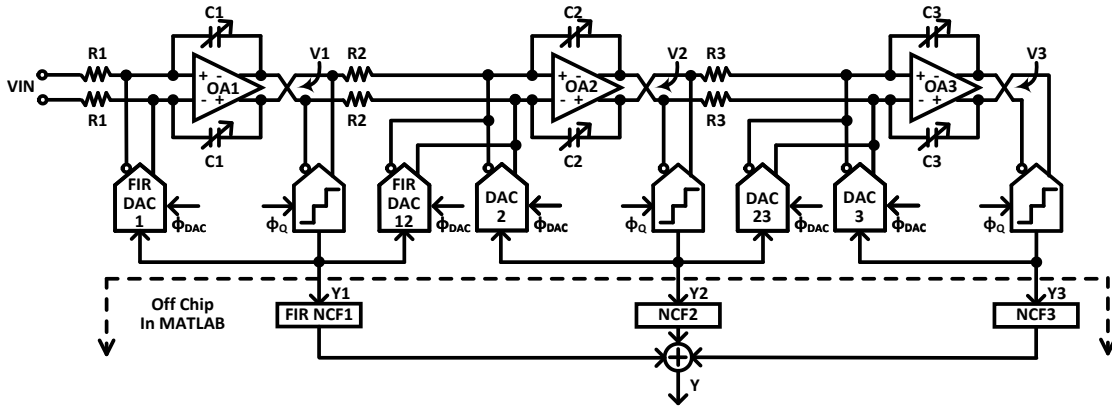 C1
C2
C3
R1
V1
R2
V2
R3
V3
VIN
+ -
OA1
- +
+ -
OA2
- +
+ -
OA3
- +
R1
R2
R3
C1
C2
C3
FIR
DAC
1
ΦDAC
ΦQ
FIR
DAC
12
ΦDAC
DAC
2
ΦDAC
ΦQ
DAC
23
ΦDAC
DAC
3
ΦDAC
ΦQ
Off Chip
In MATLAB
Y1
Y2
Y3
FIR NCF1
NCF2
NCF3
+
Y